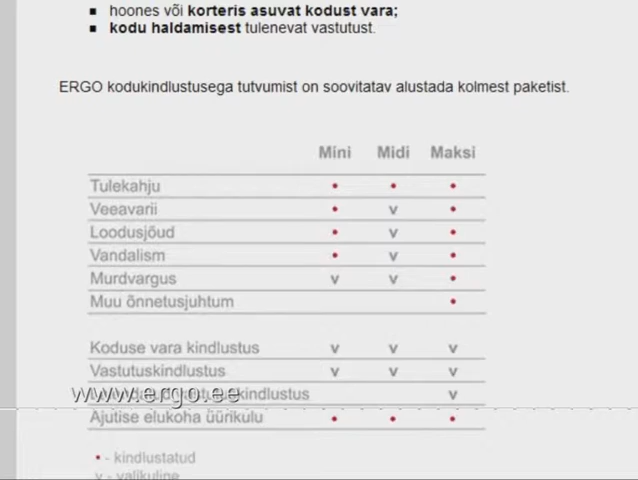 ▪ hoones või korteris asuvat kodust vara;
▪ kodu haldamisest tulenevat vastutust.
ERGO kodukindlustusega tutvumist on soovitatav alustada kolmest paketist.
Mini Midi Maksi
Tulekahju • • •
Veeavarii • v •
Loodusjõud • v •
Vandalism • v •
Murdvargus v v •
Muu õnnetusjuhtum •
Koduse vara kindlustus v v v
Vastutuskindlustus v v v
www.ergo.ee
v
Ajutise elukoha üürikulu • • •
• - kindlustatud
v - valikuline